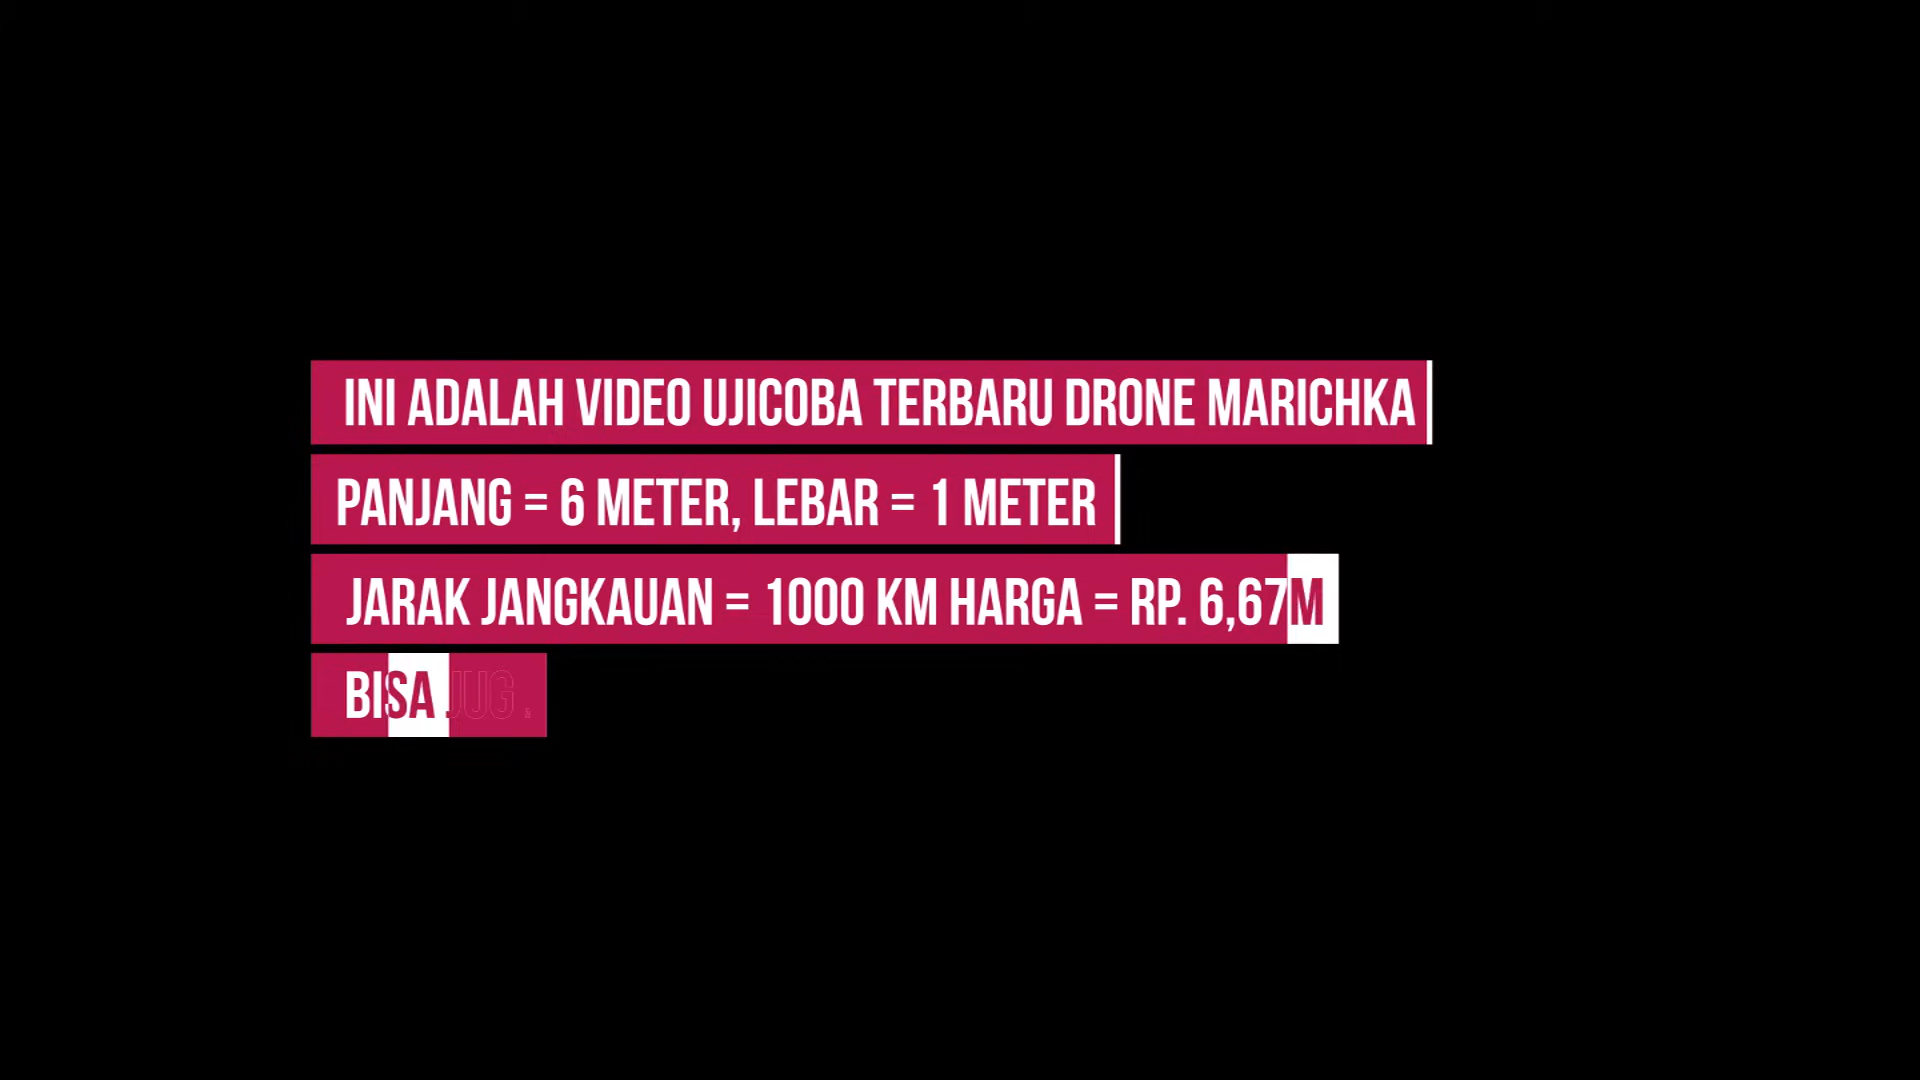 INI ADALAH VIDEO UJICOBA TERBARU DRONE MARICHKA
PANJANG = 6 METER, LEBAR = 1 METER
JARAK JANGKAUAN = 1000 KM HARGA = RP. 6,67M
BISA JUG